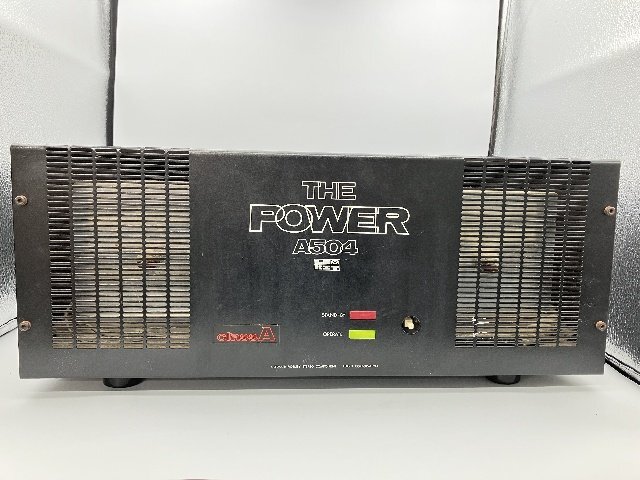 THE
POWER
A504
STAND BY
OPERATE
class A